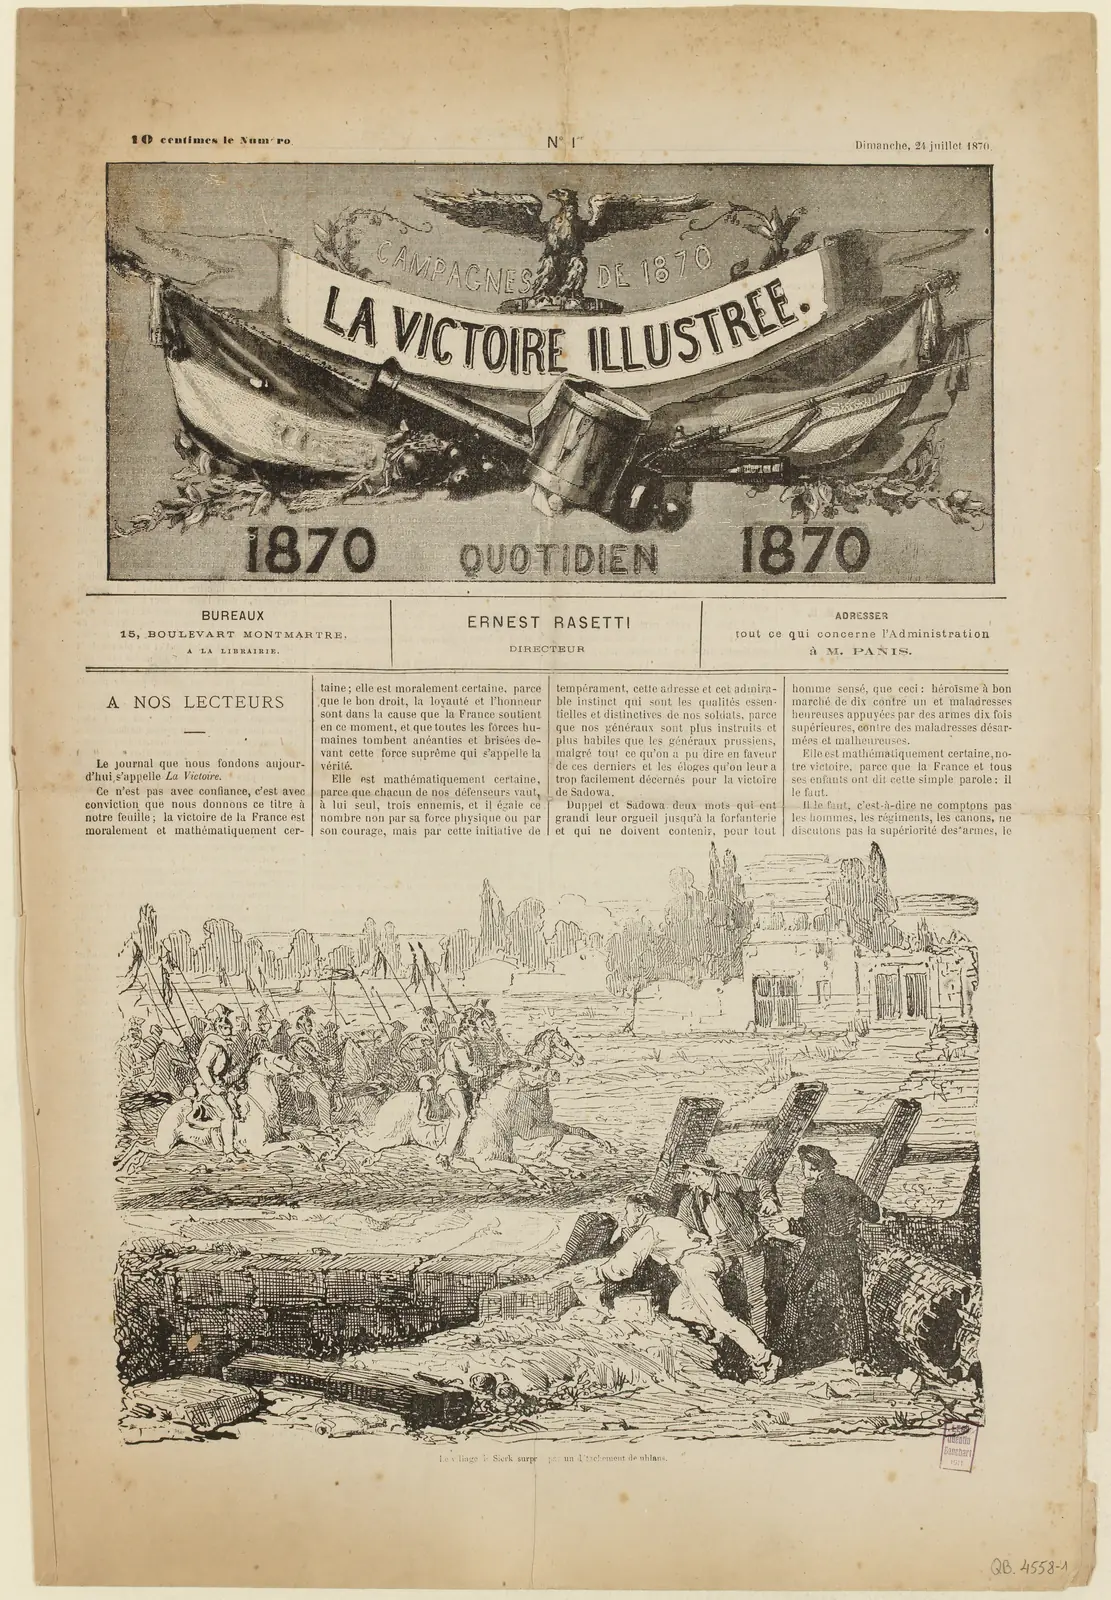 10 centimes le Numéro
N° 1er
Dimanche, 24 juillet 1870
CAMPAGNES DE 1870
LA VICTOIRE ILLUSTRÉE.
1870 QUOTIDIEN 1870
BUREAUX
15, BOULEVART MONTMARTRE.
A LA LIBRAIRIE.
ERNEST RASETTI
DIRECTEUR
ADRESSER
tout ce qui concerne l'Administration
à M. PANIS.
A NOS LECTEURS
Le journal que nous fondons aujour-
d'hui s'appelle La Victoire.
Ce n'est pas avec confiance, c'est avec
conviction que nous donnons ce titre à
notre feuille; la victoire de la France est
moralement et mathématiquement cer-
taine; elle est moralement certaine, parce
que le bon droit, la loyauté et l'honneur
sont dans la cause que la France soutient
en ce moment, et que toutes les forces hu-
maines tombent anéanties et brisées de-
vant cette force suprême qui s'appelle la
vérité.
Elle est mathématiquement certaine,
parce que chacun de nos défenseurs vaut,
à lui seul, trois ennemis, et il égale ce
nombre non par sa force physique ou par
son courage, mais par cette initiative de
tempérament, cette adresse et cet admira-
ble instinct qui sont les qualités essen-
tielles et distinctives de nos soldats, parce
que nos généraux sont plus instruits et
plus habiles que les généraux prussiens,
malgré tout ce qu'on a pu dire en faveur
de ces derniers et les éloges qu'on leur a
trop facilement décernés pour la victoire
de Sadowa.
Duppel et Sadowa deux mots qui ont
grandi leur orgueil jusqu'à la forfanterie
et qui ne doivent contenir, pour tout
homme sensé, que ceci: héroïsme à bon
marché de dix contre un et maladresses
heureuses appuyées par des armes dix fois
supérieures, contre des maladresses désar-
mées et malheureuses.
Elle est mathématiquement certaine, no-
tre victoire, parce que la France et tous
ses enfants ont dit cette simple parole: il
le faut.
Il le faut, c'est-à-dire ne comptons pas
les hommes, les régiments, les canons, ne
discutons pas la supériorité des armes, le
Le village de Sierk surpr par un détachement de uhlans.
QB. 4558-1